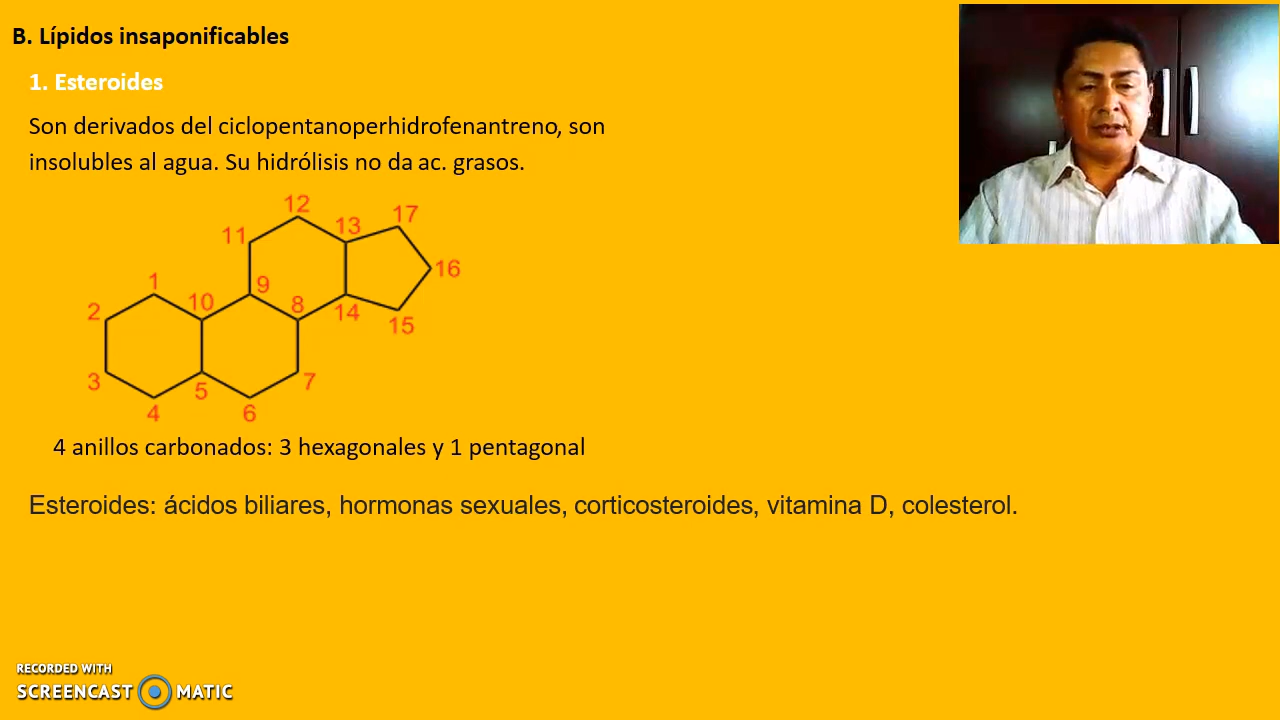 B. Lípidos insaponificables
1. Esteroides
Son derivados del ciclopentanoperhidrofenantreno, son
insolubles al agua. Su hidrólisis no da ac. grasos.
12
17
13
11
16
1
9
10
8
2
14
15
3
5
7
4
6
4 anillos carbonados: 3 hexagonales y 1 pentagonal
Esteroides: ácidos biliares, hormonas sexuales, corticosteroides, vitamina D, colesterol.
RECORDED WITH
SCREENCAST MATIC